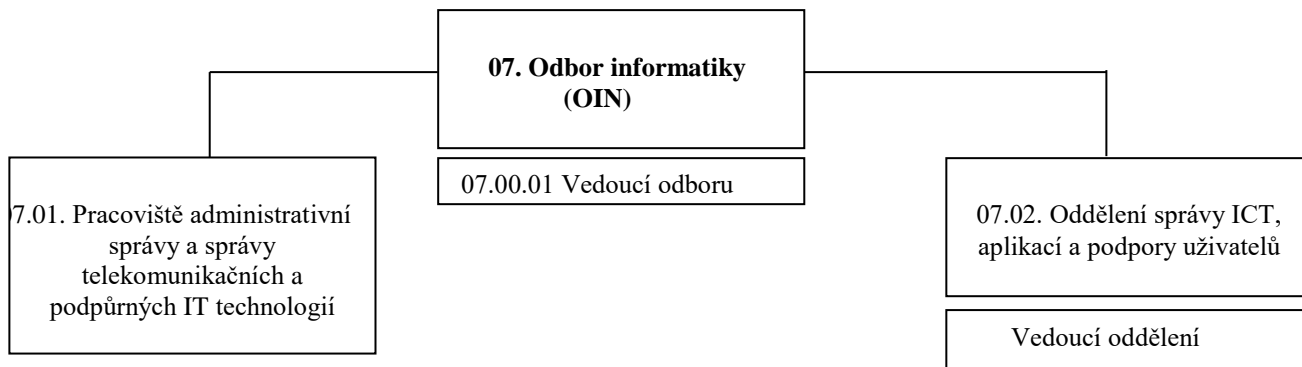 07. Odbor informatiky
(OIN)
07.00.01 Vedoucí odboru
7.01. Pracoviště administrativní
správy a správy
telekomunikačních a
podpůrných IT technologií
07.02. Oddělení správy ICT,
aplikací a podpory uživatelů
Vedoucí oddělení